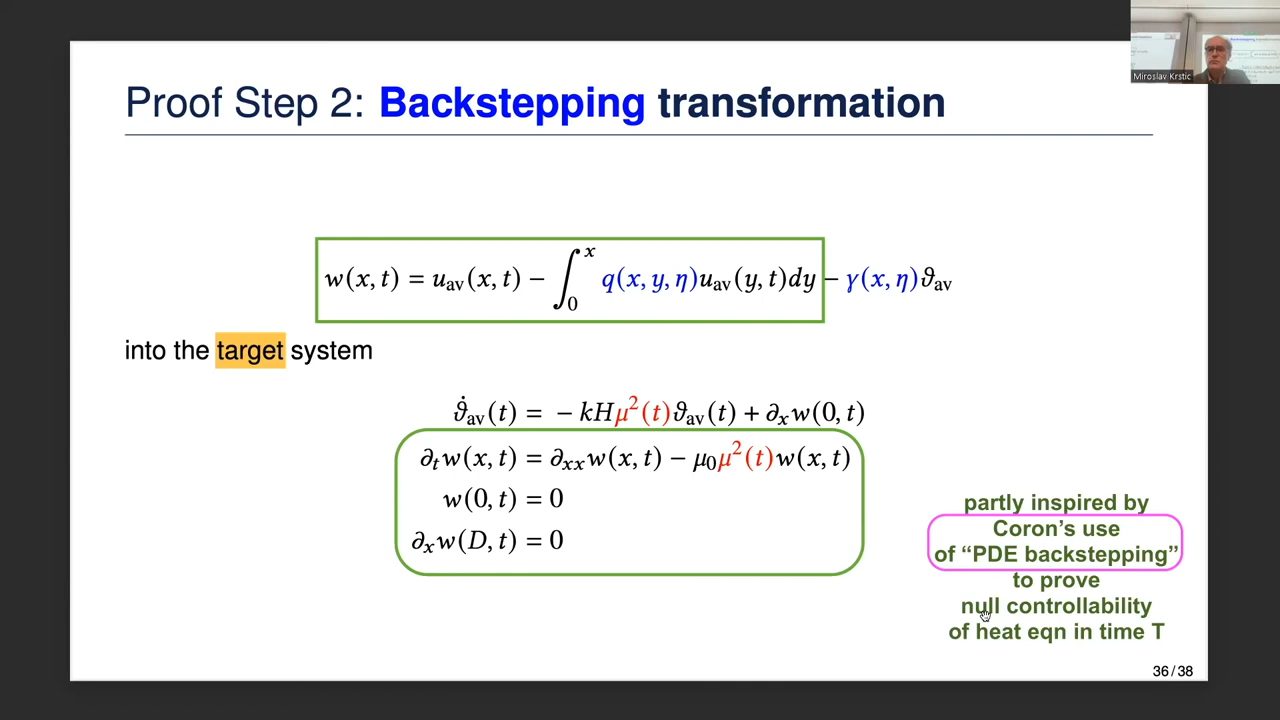 Miroslav Krstic
Proof Step 2: Backstepping transformation
w(x, t) = u_av(x, t) − ∫_0^x q(x, y, η)u_av(y, t)dy − γ(x, η)ϑ_av
into the target system
ϑ̇_av(t) = − kHμ²(t)ϑ_av(t) + ∂_x w(0, t)
∂_t w(x, t) = ∂_xx w(x, t) − μ₀μ²(t)w(x, t)
w(0, t) = 0
∂_x w(D, t) = 0
partly inspired by
Coron’s use
of “PDE backstepping”
to prove
null controllability
of heat eqn in time T
36 / 38